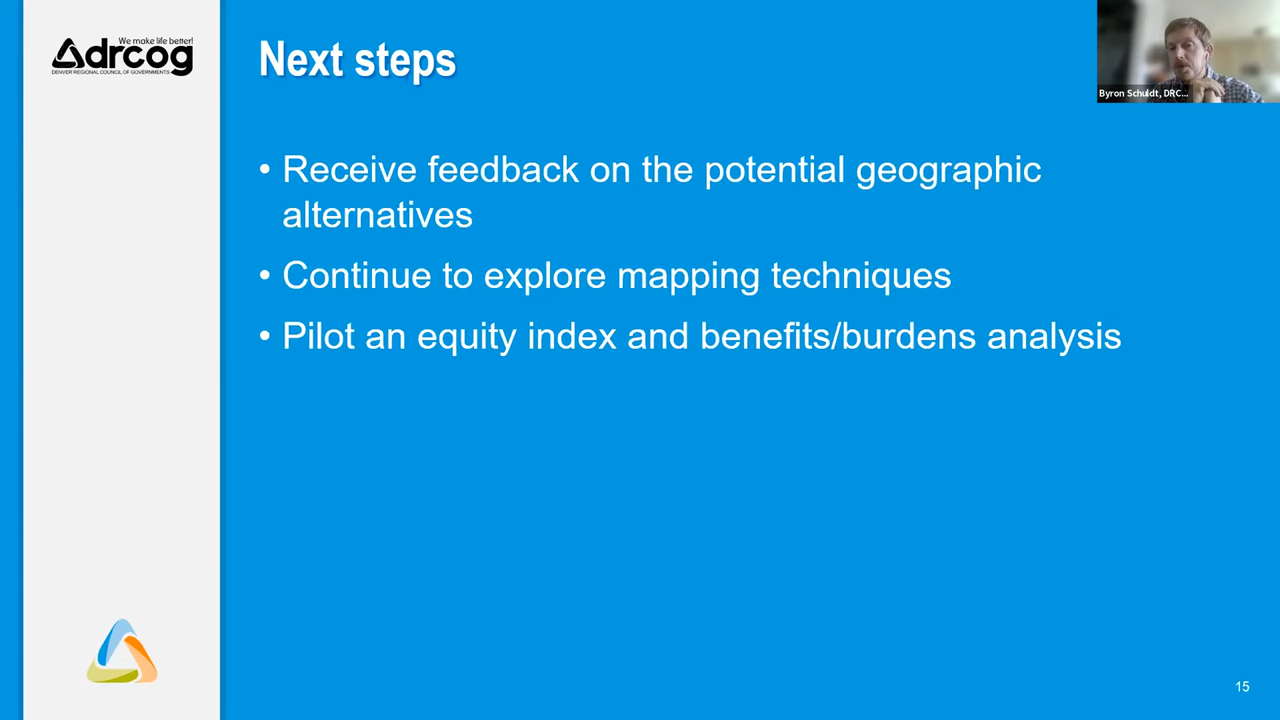 We make life better!
drcog
DENVER REGIONAL COUNCIL OF GOVERNMENTS
Next steps
Byron Schuldt, DRC...
• Receive feedback on the potential geographic
alternatives
• Continue to explore mapping techniques
• Pilot an equity index and benefits/burdens analysis
15